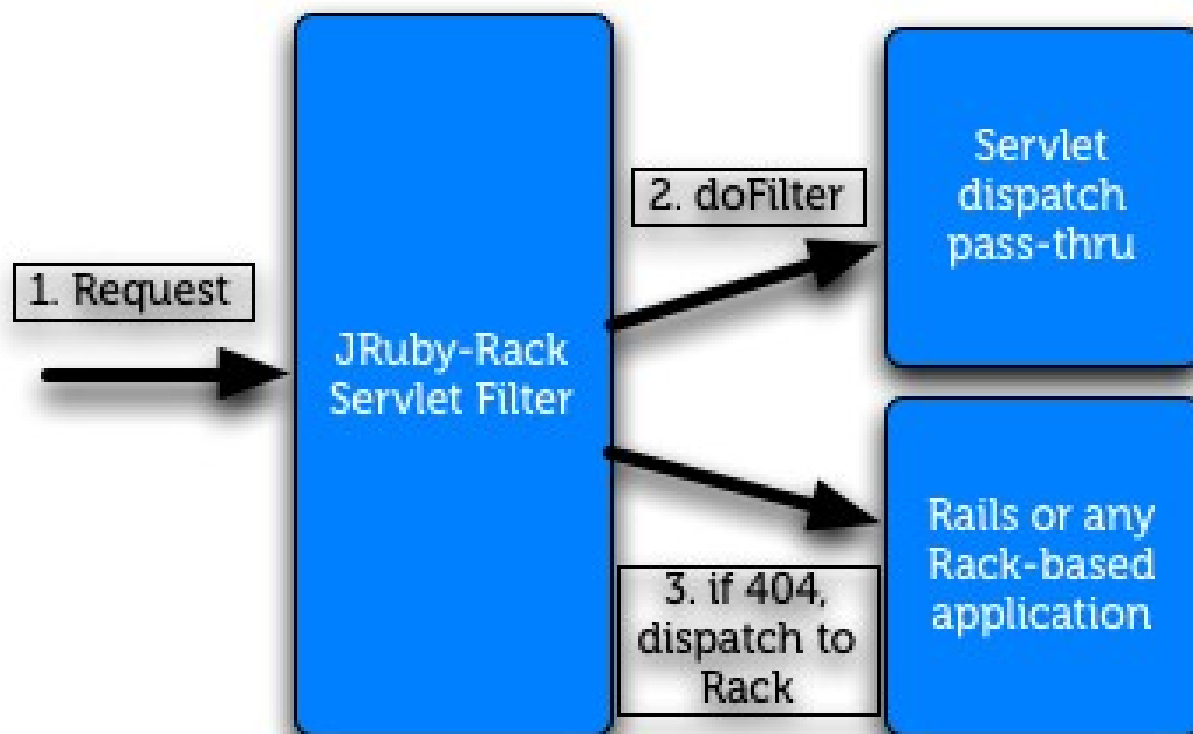 1. Request
JRuby-Rack
Servlet Filter
2. doFilter
Servlet
dispatch
pass-thru
3. if 404,
dispatch to
Rack
Rails or any
Rack-based
application